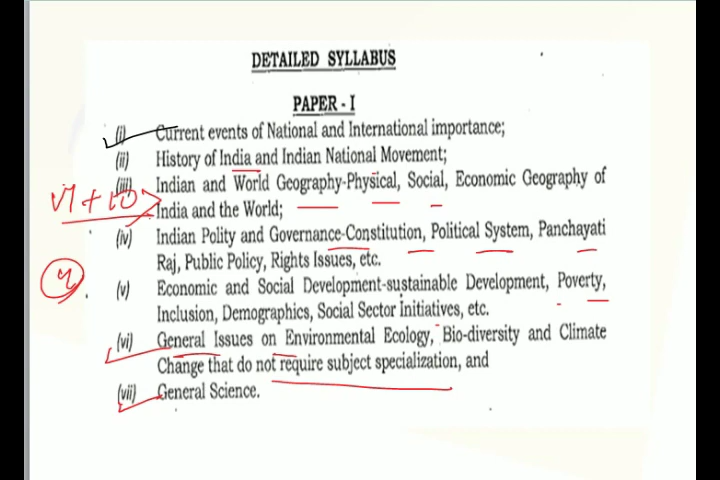 DETAILED SYLLABUS
PAPER - I
(i) Current events of National and International importance;
(ii) History of India and Indian National Movement;
(iii) Indian and World Geography-Physical, Social, Economic Geography of
India and the World;
(iv) Indian Polity and Governance-Constitution, Political System, Panchayati
Raj, Public Policy, Rights Issues, etc.
(v) Economic and Social Development-sustainable Development, Poverty,
Inclusion, Demographics, Social Sector Initiatives, etc.
(vi) General Issues on Environmental Ecology, Bio-diversity and Climate
Change that do not require subject specialization, and
(vii) General Science.